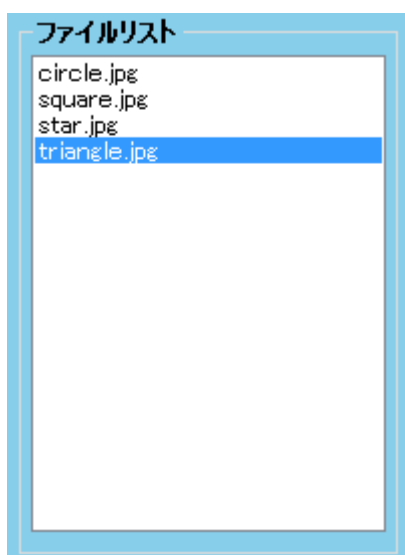 ファイルリスト
circle.jpg
square.jpg
star.jpg
triangle.jpg